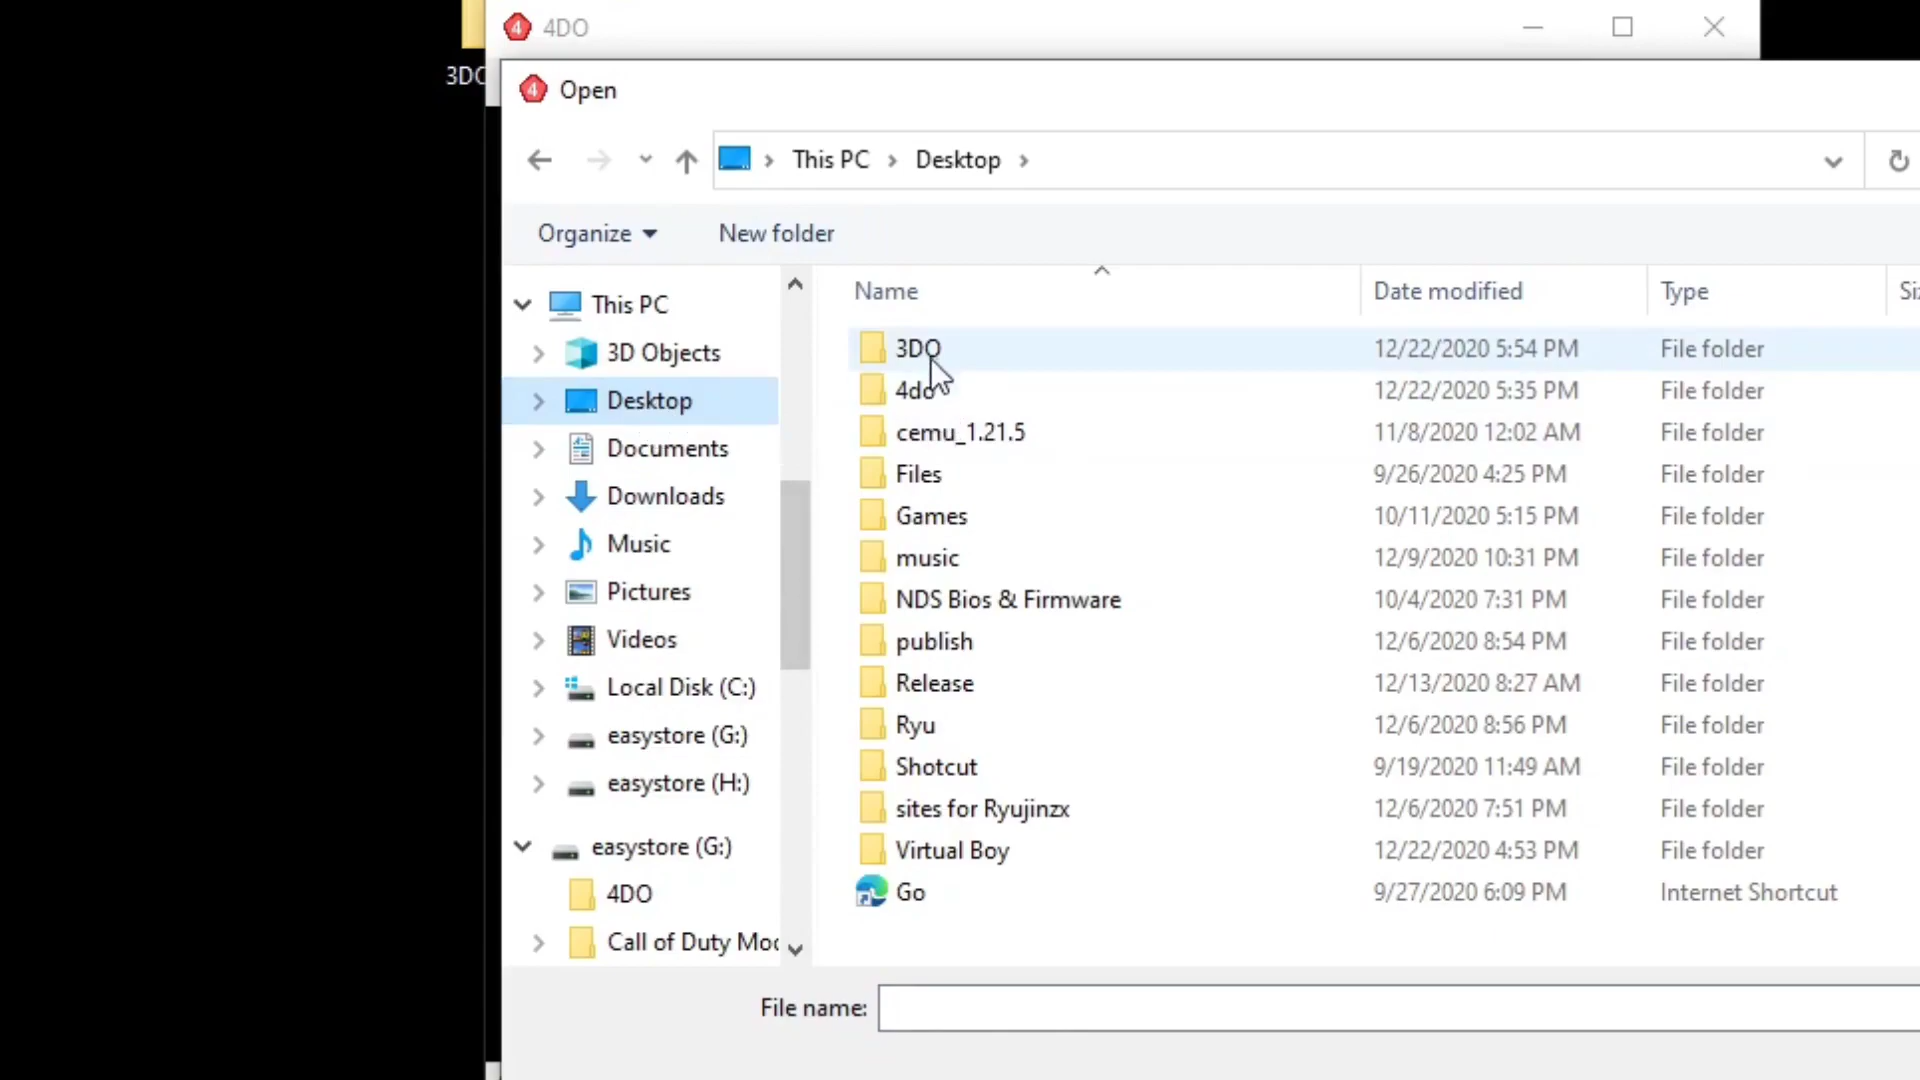 4 4DO
3DO
4 Open
This PC Desktop
Organize New folder
Name Date modified Type
This PC
3D Objects
Desktop
Documents
Downloads
Music
Pictures
Videos
Local Disk (C:)
easystore (G:)
easystore (H:)
easystore (G:)
4DO
Call of Duty
3DO 12/22/2020 5:54 PM File folder
4do 12/22/2020 5:35 PM File folder
cemu_1.21.5 11/8/2020 12:02 AM File folder
Files 9/26/2020 4:25 PM File folder
Games 10/11/2020 5:15 PM File folder
music 12/9/2020 10:31 PM File folder
NDS Bios & Firmware 10/4/2020 7:31 PM File folder
publish 12/6/2020 8:54 PM File folder
Release 12/13/2020 8:27 AM File folder
Ryu 12/6/2020 8:56 PM File folder
Shotcut 9/19/2020 11:49 AM File folder
sites for Ryujinzx 12/6/2020 7:51 PM File folder
Virtual Boy 12/22/2020 4:53 PM File folder
Go 9/27/2020 6:09 PM Internet Shortcut
File name: